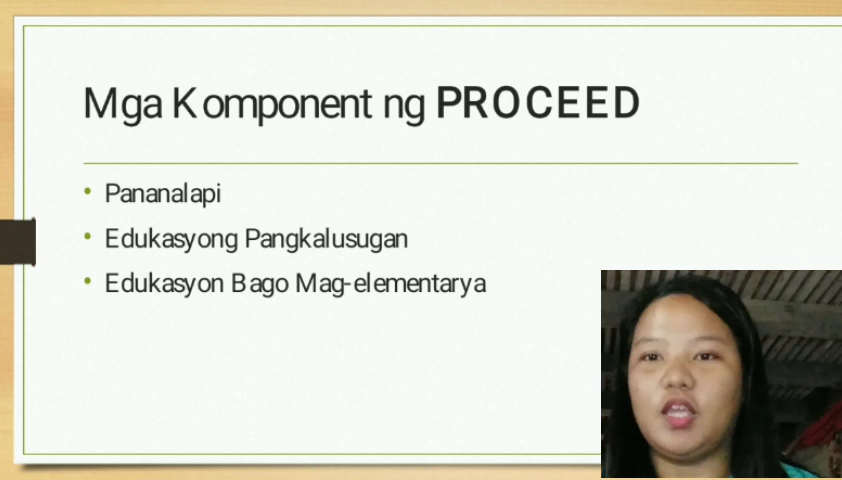 Mga Komponent ng PROCEED
Pananalapi
Edukasyong Pangkalusugan
Edukasyon Bago Mag-elementarya